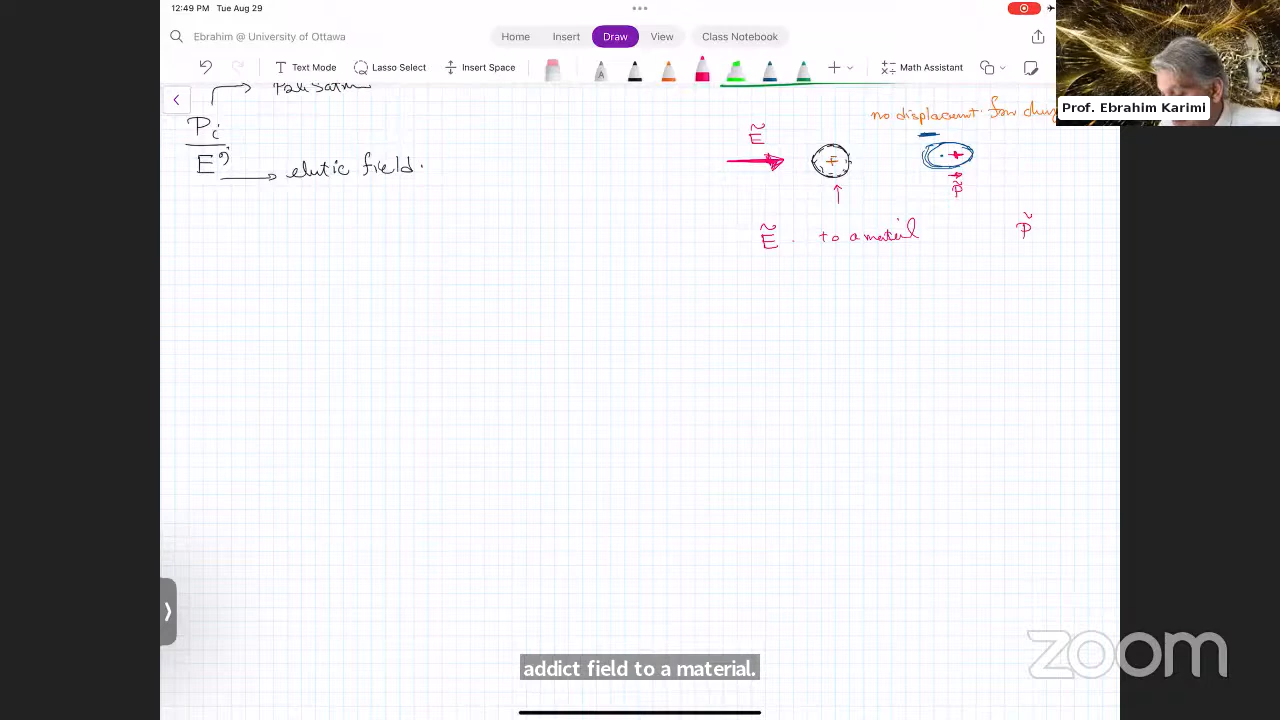 12:49 PM Tue Aug 29
Ebrahim @ University of Ottawa
Home Insert Draw View Class Notebook
Text Mode Lasso Select Insert Space Math Assistant
Prof. Ebrahim Karimi
no displacement for
P̃i
E
field.
Ẽ
P̃
Ẽ to a material P̃
addict field to a material.
zoom